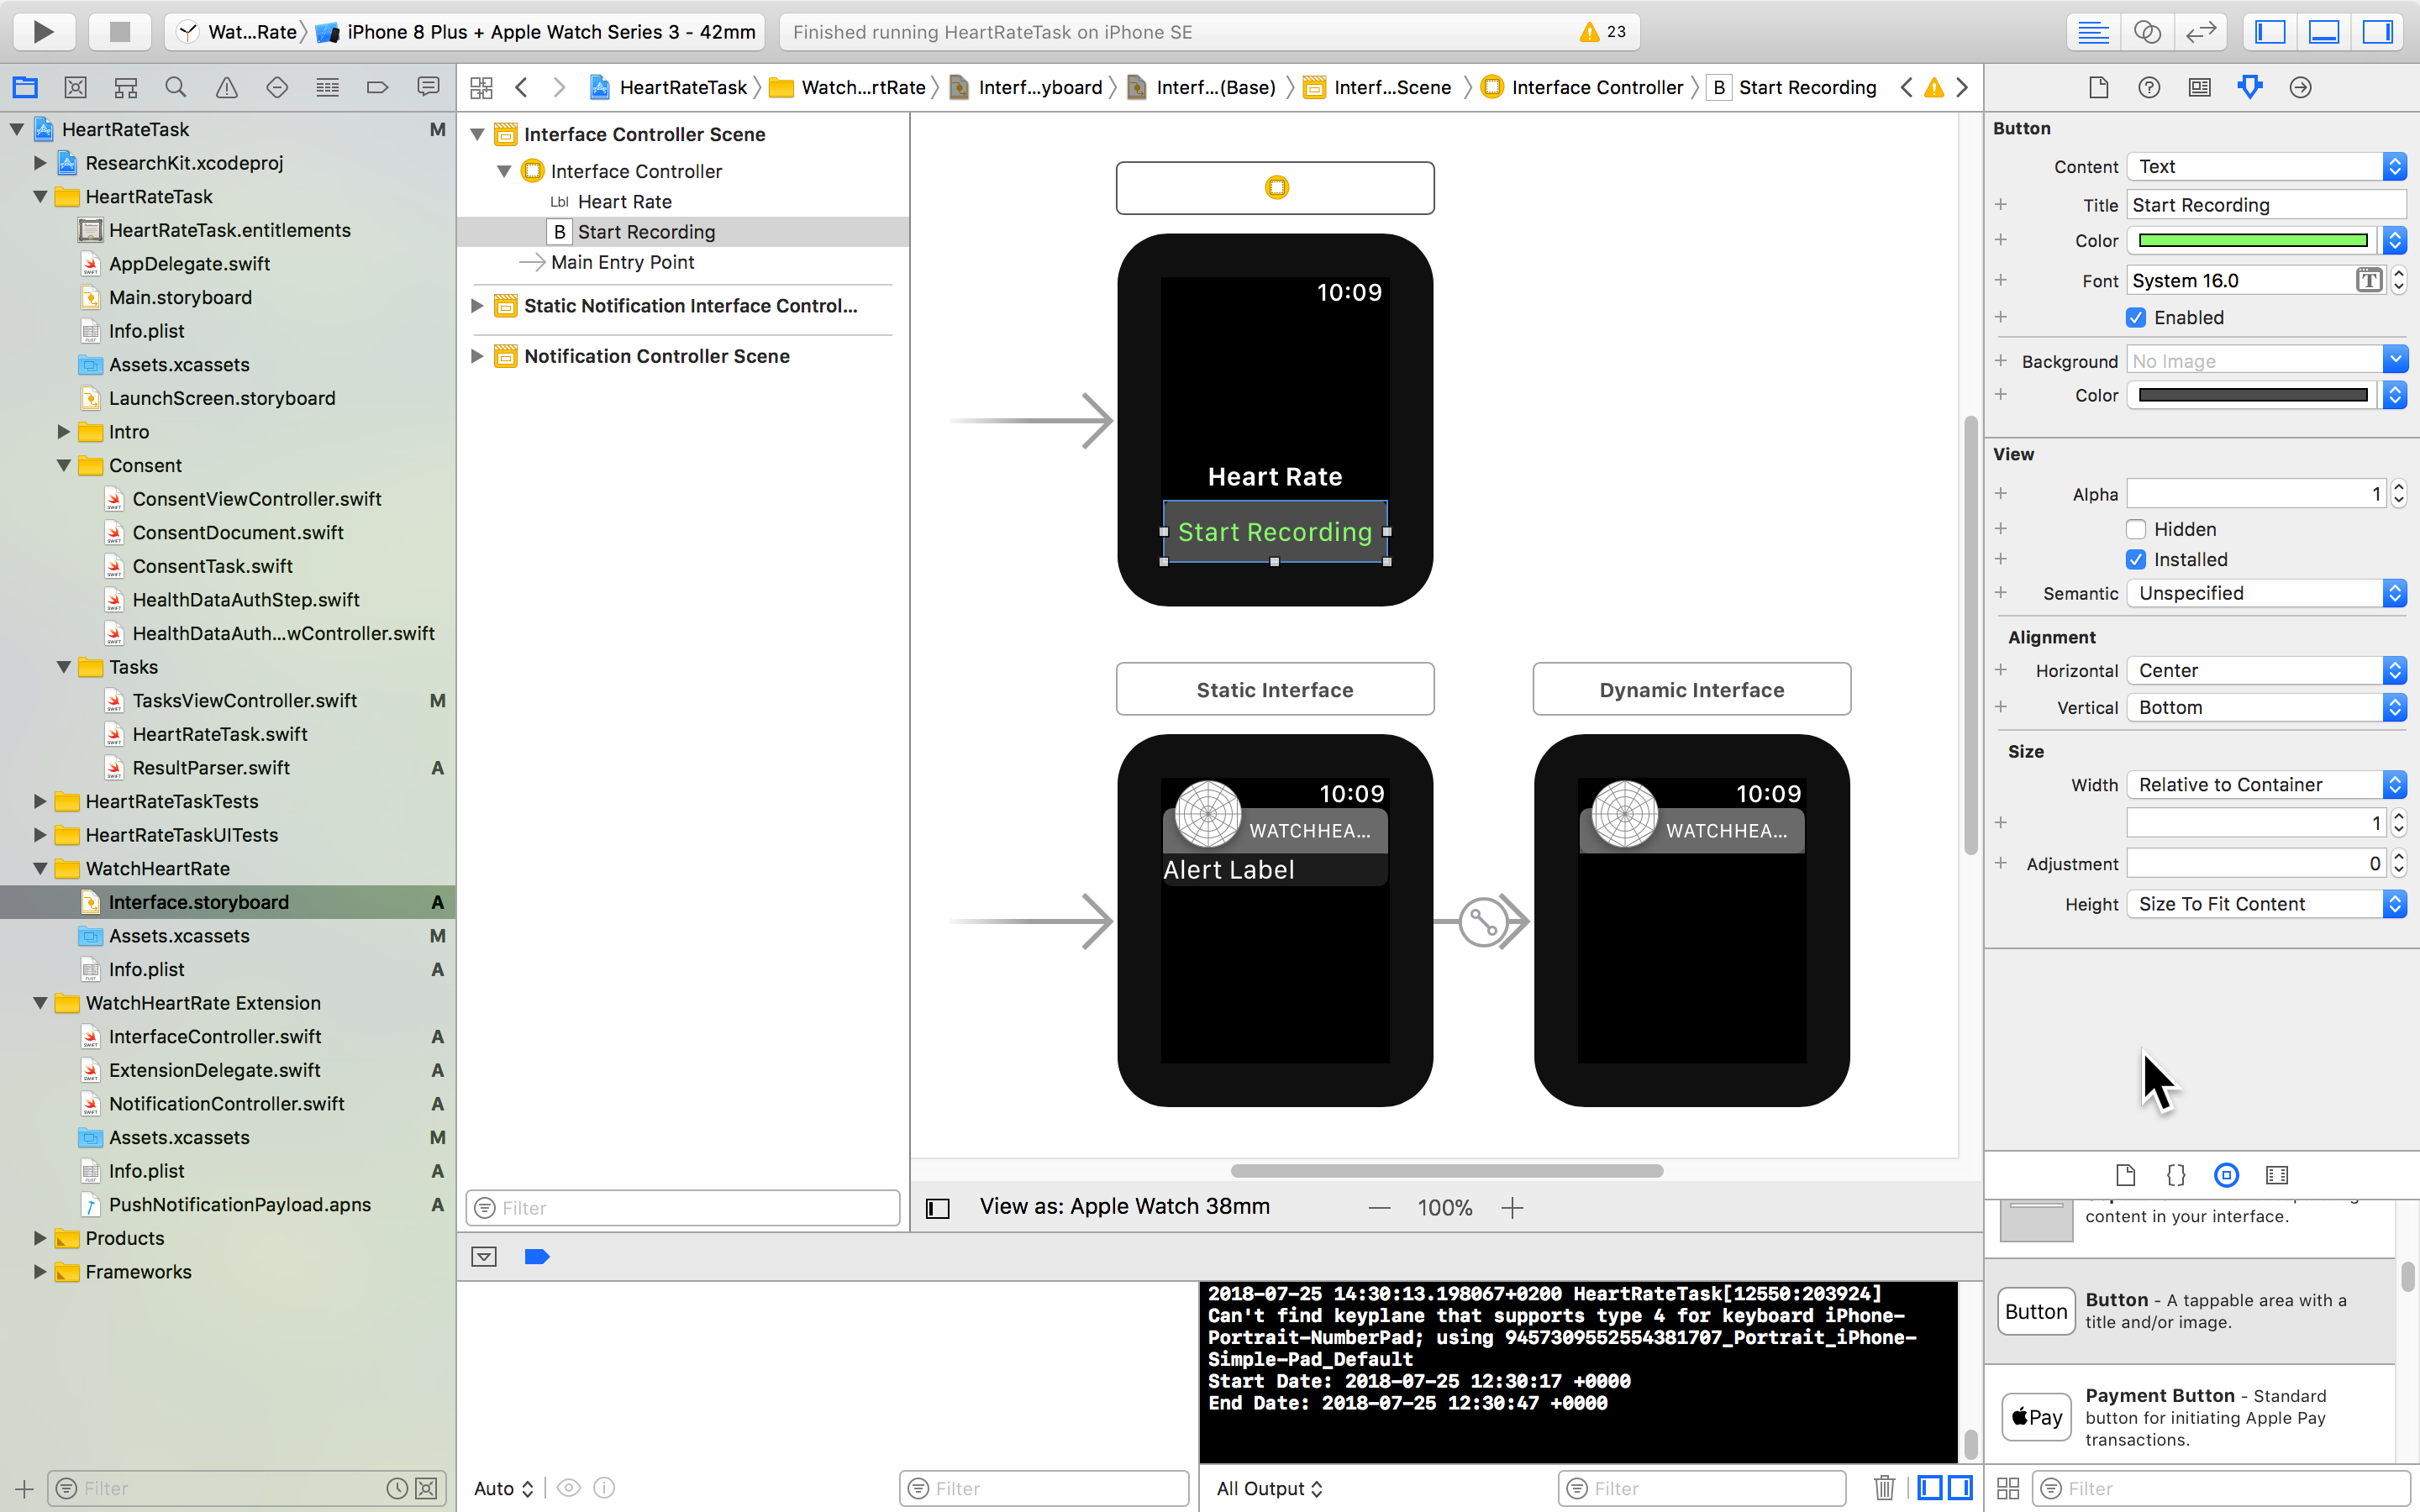 Wat...Rate
iPhone 8 Plus + Apple Watch Series 3 - 42mm
Finished running HeartRateTask on iPhone SE
23
HeartRateTask
Watch...rtRate
Interf...yboard
Interf...(Base)
Interf...Scene
Interface Controller
B Start Recording
HeartRateTask M
ResearchKit.xcodeproj
HeartRateTask
HeartRateTask.entitlements
AppDelegate.swift
Main.storyboard
Info.plist
Assets.xcassets
LaunchScreen.storyboard
Intro
Consent
ConsentViewController.swift
ConsentDocument.swift
ConsentTask.swift
HealthDataAuthStep.swift
HealthDataAuth...wController.swift
Tasks
TasksViewController.swift M
HeartRateTask.swift
ResultParser.swift A
HeartRateTaskTests
HeartRateTaskUITests
WatchHeartRate
Interface.storyboard A
Assets.xcassets M
Info.plist A
WatchHeartRate Extension
InterfaceController.swift A
ExtensionDelegate.swift A
NotificationController.swift A
Assets.xcassets M
Info.plist A
PushNotificationPayload.apns A
Products
Frameworks
Filter
Interface Controller Scene
Interface Controller
Lbl Heart Rate
B Start Recording
Main Entry Point
Static Notification Interface Control...
Notification Controller Scene
Filter
10:09
Heart Rate
Start Recording
Static Interface
Dynamic Interface
10:09
WATCHHEA...
Alert Label
10:09
WATCHHEA...
View as: Apple Watch 38mm
100%
2018-07-25 14:30:13.198067+0200 HeartRateTask[12550:203924]
Can't find keyplane that supports type 4 for keyboard iPhone-
Portrait-NumberPad; using 9457309552554381707_Portrait_iPhone-
Simple-Pad_Default
Start Date: 2018-07-25 12:30:17 +0000
End Date: 2018-07-25 12:30:47 +0000
Auto
Filter
All Output
Filter
Button
Content Text
Title Start Recording
Color
Font System 16.0
Enabled
Background No Image
Color
View
Alpha 1
Hidden
Installed
Semantic Unspecified
Alignment
Horizontal Center
Vertical Bottom
Size
Width Relative to Container
1
Adjustment 0
Height Size To Fit Content
content in your interface.
Button
Button - A tappable area with a
title and/or image.
Pay
Payment Button - Standard
button for initiating Apple Pay
transactions.
Filter